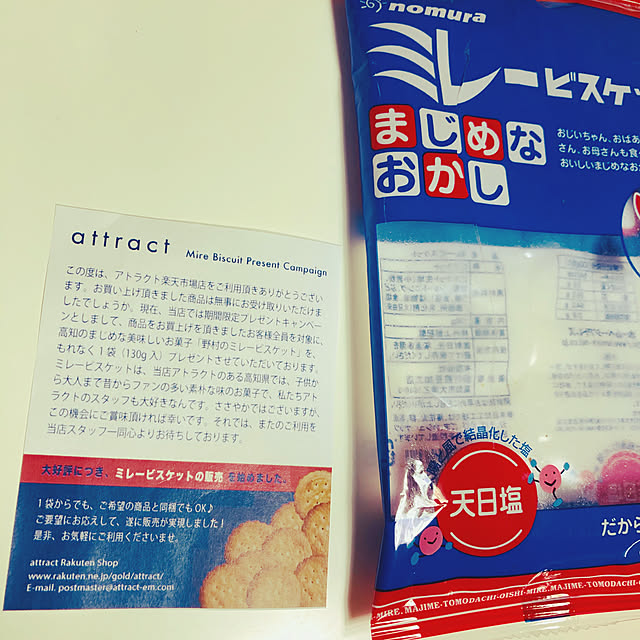 attract Mire Biscuit Present Campaign
この度は、アトラクト楽天市場店をご利用頂きありがとうござい
ます。お買い上げ頂きました商品は無事にお受け取りいただけま
したでしょうか。現在、当店では期間限定プレゼントキャンペー
ンとしまして、商品をお買上げを頂きましたお客様全員を対象に、
高知のまじめな美味しいお菓子「野村のミレービスケット」を、
もれなく1袋（130g入）プレゼントさせていただいております。
ミレービスケットは、当店アトラクトのある高知県では、子供か
ら大人まで昔からファンの多い素朴な味のお菓子で、私たちアト
ラクトのスタッフも大好きなんです。ささやかではございますが、
この機会にご賞味頂ければ幸いです。それでは、またのご利用を
当店スタッフ一同心よりお待ちしております。
大好評につき、ミレービスケットの販売 を始めました。
1袋からでも、ご希望の商品と同梱でもOK♪
ご要望にお応えして、遂に販売が実現しました！
是非、お気軽にご利用くださいませ。
attract Rakuten Shop
www.rakuten.ne.jp/gold/attract/
E-mail. postmaster@attract-em.com
nomura
ミレービスケッ
まじめな
おかし
おじいちゃん、おばあ
さん、お母さんも食
おいしいまじめなお
風で結晶化した塩
天日塩
だから
MIRE. MAJIME-TOMODACHI-OISHI-MIRE. MAJIME-TOMODACHI-O